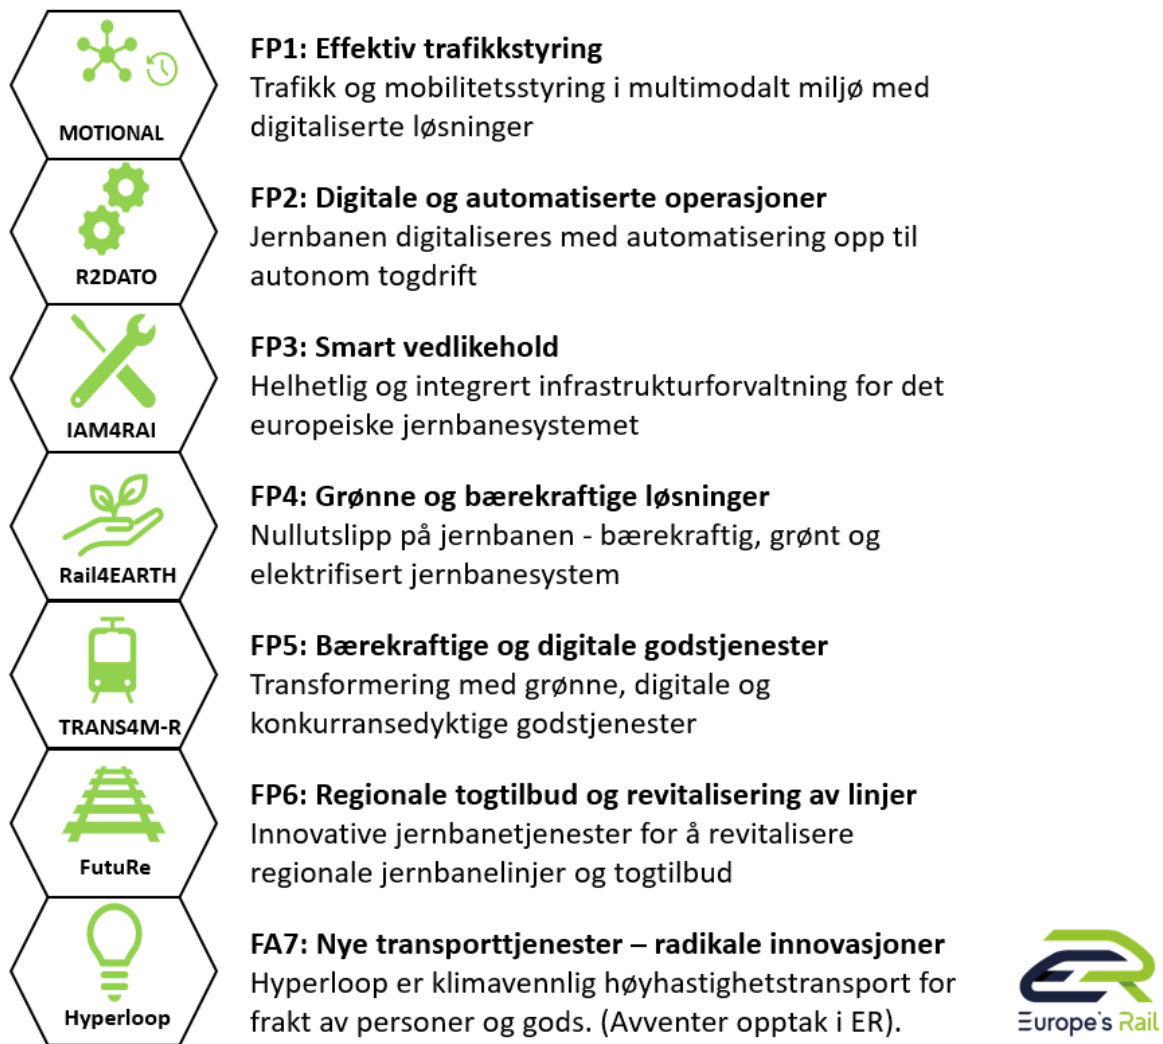 MOTIONAL
FP1: Effektiv trafikkstyring
Trafikk og mobilitetsstyring i multimodalt miljø med
digitaliserte løsninger
R2DATO
FP2: Digitale og automatiserte operasjoner
Jernbanen digitaliseres med automatisering opp til
autonom togdrift
IAM4RAI
FP3: Smart vedlikehold
Helhetlig og integrert infrastrukturforvaltning for det
europeiske jernbanesystemet
Rail4EARTH
FP4: Grønne og bærekraftige løsninger
Nullutslipp på jernbanen - bærekraftig, grønt og
elektrifisert jernbanesystem
TRANS4M-R
FP5: Bærekraftige og digitale godstjenester
Transformering med grønne, digitale og
konkurransedyktige godstjenester
FutuRe
FP6: Regionale togtilbud og revitalisering av linjer
Innovative jernbanetjenester for å revitalisere
regionale jernbanelinjer og togtilbud
Hyperloop
FA7: Nye transporttjenester – radikale innovasjoner
Hyperloop er klimavennlig høyhastighetstransport for
frakt av personer og gods. (Avventer opptak i ER).
ER
Europe's Rail